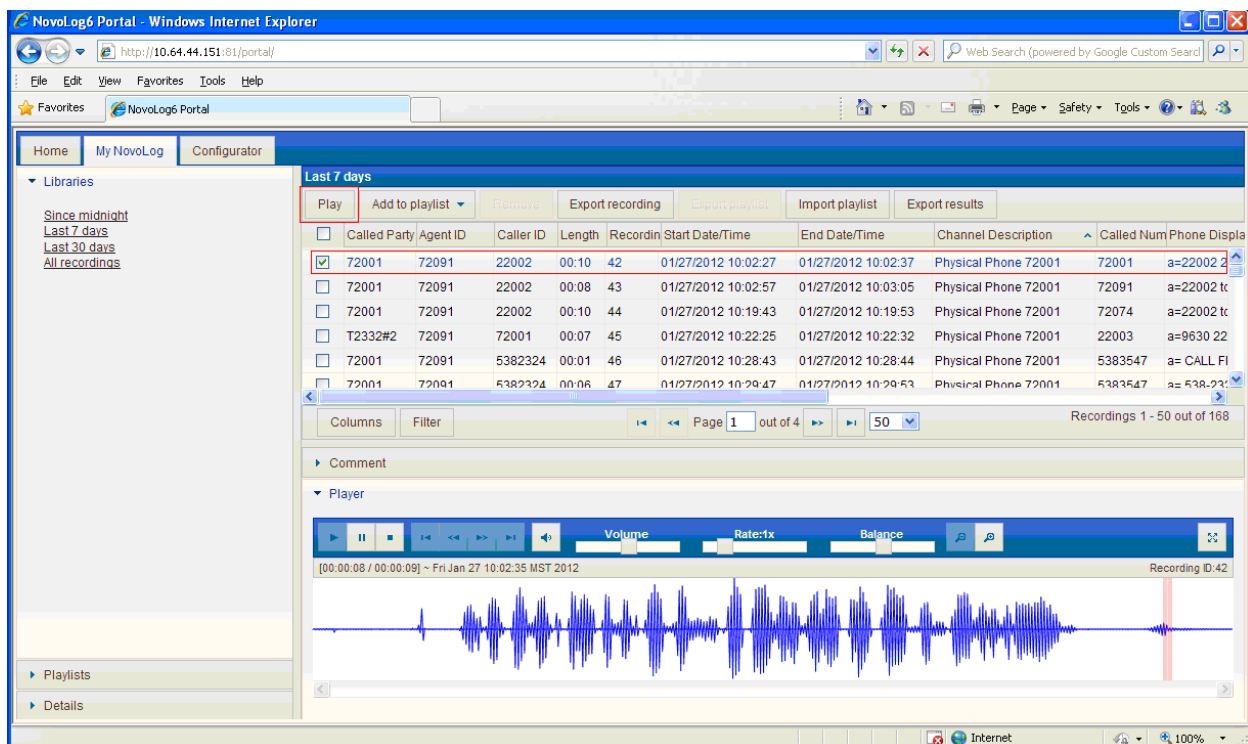 NovoLog6 Portal - Windows Internet Explorer
http://10.64.44.151:81/portal/
Web Search (powered by Google Custom Searcl
File Edit View Favorites Tools Help
Favorites NovoLog6 Portal Page Safety Tools
Home My NovoLog Configurator
Libraries
Since midnight
Last 7 days
Last 30 days
All recordings
Playlists
Details
Last 7 days
Play Add to playlist Remove Export recording Export playlist Import playlist Export results
Called Party Agent ID Caller ID Length Recordin Start Date/Time End Date/Time Channel Description Called Num Phone Displa
72001 72091 22002 00:10 42 01/27/2012 10:02:27 01/27/2012 10:02:37 Physical Phone 72001 72001 a=22002 2
72001 72091 22002 00:08 43 01/27/2012 10:02:57 01/27/2012 10:03:05 Physical Phone 72001 72091 a=22002 tc
72001 72091 22002 00:10 44 01/27/2012 10:19:43 01/27/2012 10:19:53 Physical Phone 72001 72074 a=22002 tc
T2332#2 72091 72001 00:07 45 01/27/2012 10:22:25 01/27/2012 10:22:32 Physical Phone 72001 22003 a=9630 22
72001 72091 5382324 00:01 46 01/27/2012 10:28:43 01/27/2012 10:28:44 Physical Phone 72001 5383547 a= CALL FI
72001 72091 5382324 00:06 47 01/27/2012 10:29:47 01/27/2012 10:29:53 Physical Phone 72001 5383547 a= 538-23
Columns Filter Page 1 out of 4 50 Recordings 1 - 50 out of 168
Comment
Player
Volume Rate:1x Balance
[00:00:08 / 00:00:09] ~ Fri Jan 27 10:02:35 MST 2012 Recording ID:42
Internet 100%